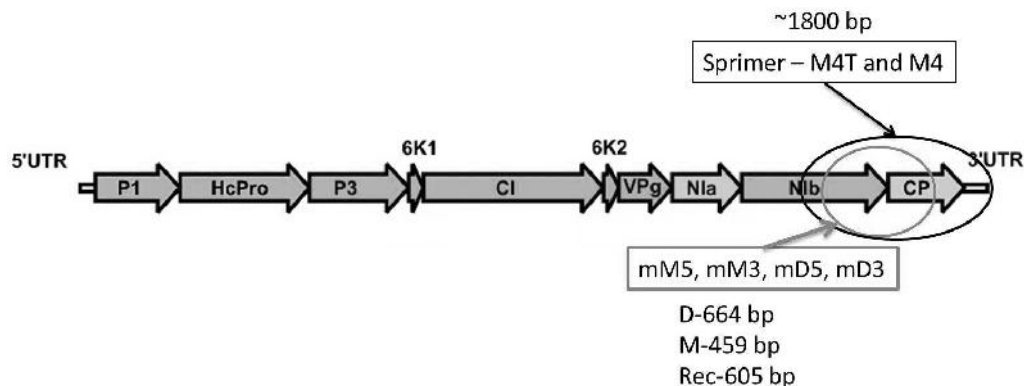 ~1800 bp
Sprimer – M4T and M4
5'UTR
6K1
6K2
3'UTR
P1
HcPro
P3
CI
VPg
NIa
NIb
CP
mM5, mM3, mD5, mD3
D-664 bp
M-459 bp
Rec-605 bp